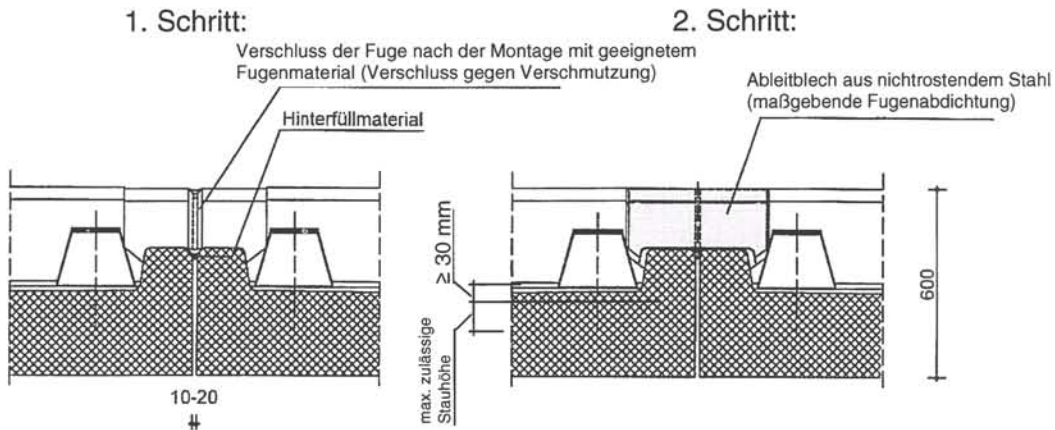 1. Schritt:
Verschluss der Fuge nach der Montage mit geeignetem
Fugenmaterial (Verschluss gegen Verschmutzung)
Hinterfüllmaterial
10-20
2. Schritt:
Ableitblech aus nichtrostendem Stahl
(maßgebende Fugenabdichtung)
≥ 30 mm
max. zulässige
Stauhöhe
600